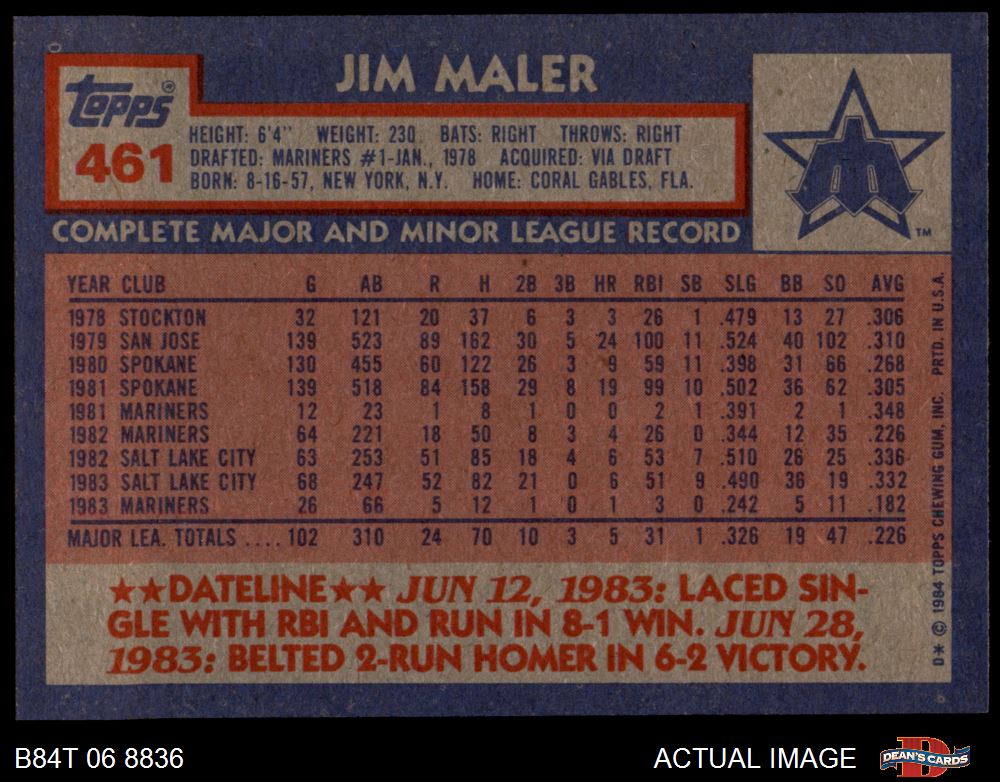 JIM MALER
topps®
461
HEIGHT: 6'4" WEIGHT: 230 BATS: RIGHT THROWS: RIGHT
DRAFTED: MARINERS #1-JAN., 1978 ACQUIRED: VIA DRAFT
BORN: 8-16-57, NEW YORK, N.Y. HOME: CORAL GABLES, FLA.
TM
COMPLETE MAJOR AND MINOR LEAGUE RECORD
YEAR CLUB G AB R H 2B 3B HR RBI SB SLG BB SO AVG
1978 STOCKTON 32 121 20 37 6 3 3 26 1 .479 13 27 .306
1979 SAN JOSE 139 523 89 162 30 5 24 100 11 .524 40 102 .310
1980 SPOKANE 130 455 60 122 26 3 9 59 11 .398 31 66 .268
1981 SPOKANE 139 518 84 158 29 8 19 99 10 .502 36 62 .305
1981 MARINERS 12 23 1 8 1 0 0 2 1 .391 2 1 .348
1982 MARINERS 64 221 18 50 8 3 4 26 0 .344 12 35 .226
1982 SALT LAKE CITY 63 253 51 85 18 4 6 53 7 .510 26 25 .336
1983 SALT LAKE CITY 68 247 52 82 21 0 6 51 9 .490 36 19 .332
1983 MARINERS 26 66 5 12 1 0 1 3 0 .242 5 11 .182
MAJOR LEA. TOTALS .... 102 310 24 70 10 3 5 31 1 .326 19 47 .226
★★DATELINE★★ JUN 12, 1983: LACED SIN-
GLE WITH RBI AND RUN IN 8-1 WIN. JUN 28,
1983: BELTED 2-RUN HOMER IN 6-2 VICTORY.
D* © 1984 TOPPS CHEWING GUM, INC. PRTD. IN U.S.A.
B84T 06 8836
ACTUAL IMAGE
D
DEAN'S CARDS